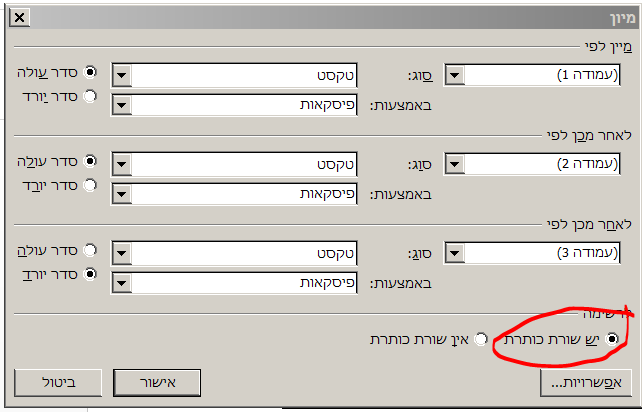 מיון
מיין לפי
(עמודה 1) סוג: טקסט סדר עולה
באמצעות: פיסקאות סדר יורד
לאחר מכן לפי
(עמודה 2) סוג: טקסט סדר עולה
באמצעות: פיסקאות סדר יורד
לאחר מכן לפי
(עמודה 3) סוג: טקסט סדר עולה
באמצעות: פיסקאות סדר יורד
לרשימה
יש שורת כותרת אין שורת כותרת
אפשרויות... אישור ביטול